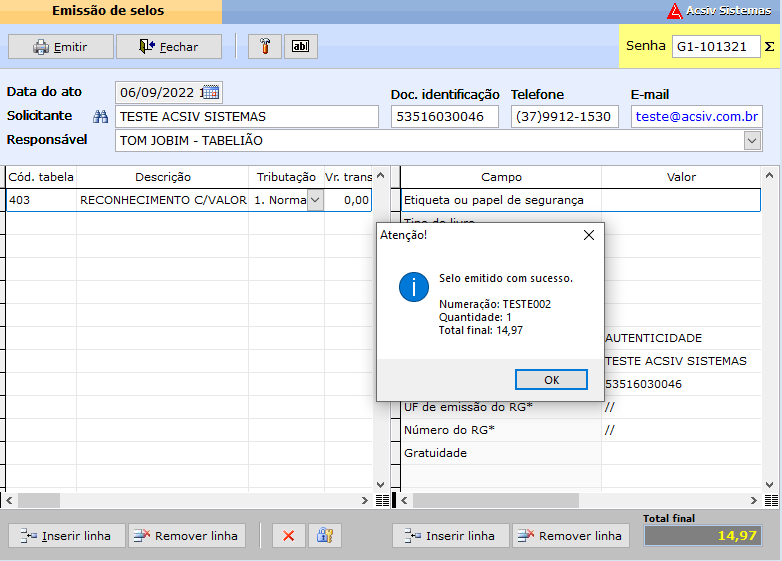 Emissão de selos
Acsiv Sistemas
Emitir
Fechar
ab
Senha
G1-101321
Σ
Data do ato
06/09/2022
Doc. identificação
Telefone
E-mail
Solicitante
TESTE ACSIV SISTEMAS
53516030046
(37)9912-1530
teste@acsiv.com.br
Responsável
TOM JOBIM - TABELIÃO
Cód. tabela
Descrição
Tributação
Vr. trans
Campo
Valor
403
RECONHECIMENTO C/VALOR
1. Norma
0,00
Etiqueta ou papel de segurança
Atenção!
Selo emitido com sucesso.
Numeração: TESTE002
Quantidade: 1
Total final: 14,97
OK
AUTENTICIDADE
TESTE ACSIV SISTEMAS
53516030046
UF de emissão do RG*
//
Número do RG*
//
Gratuidade
Inserir linha
Remover linha
Inserir linha
Remover linha
Total final
14,97